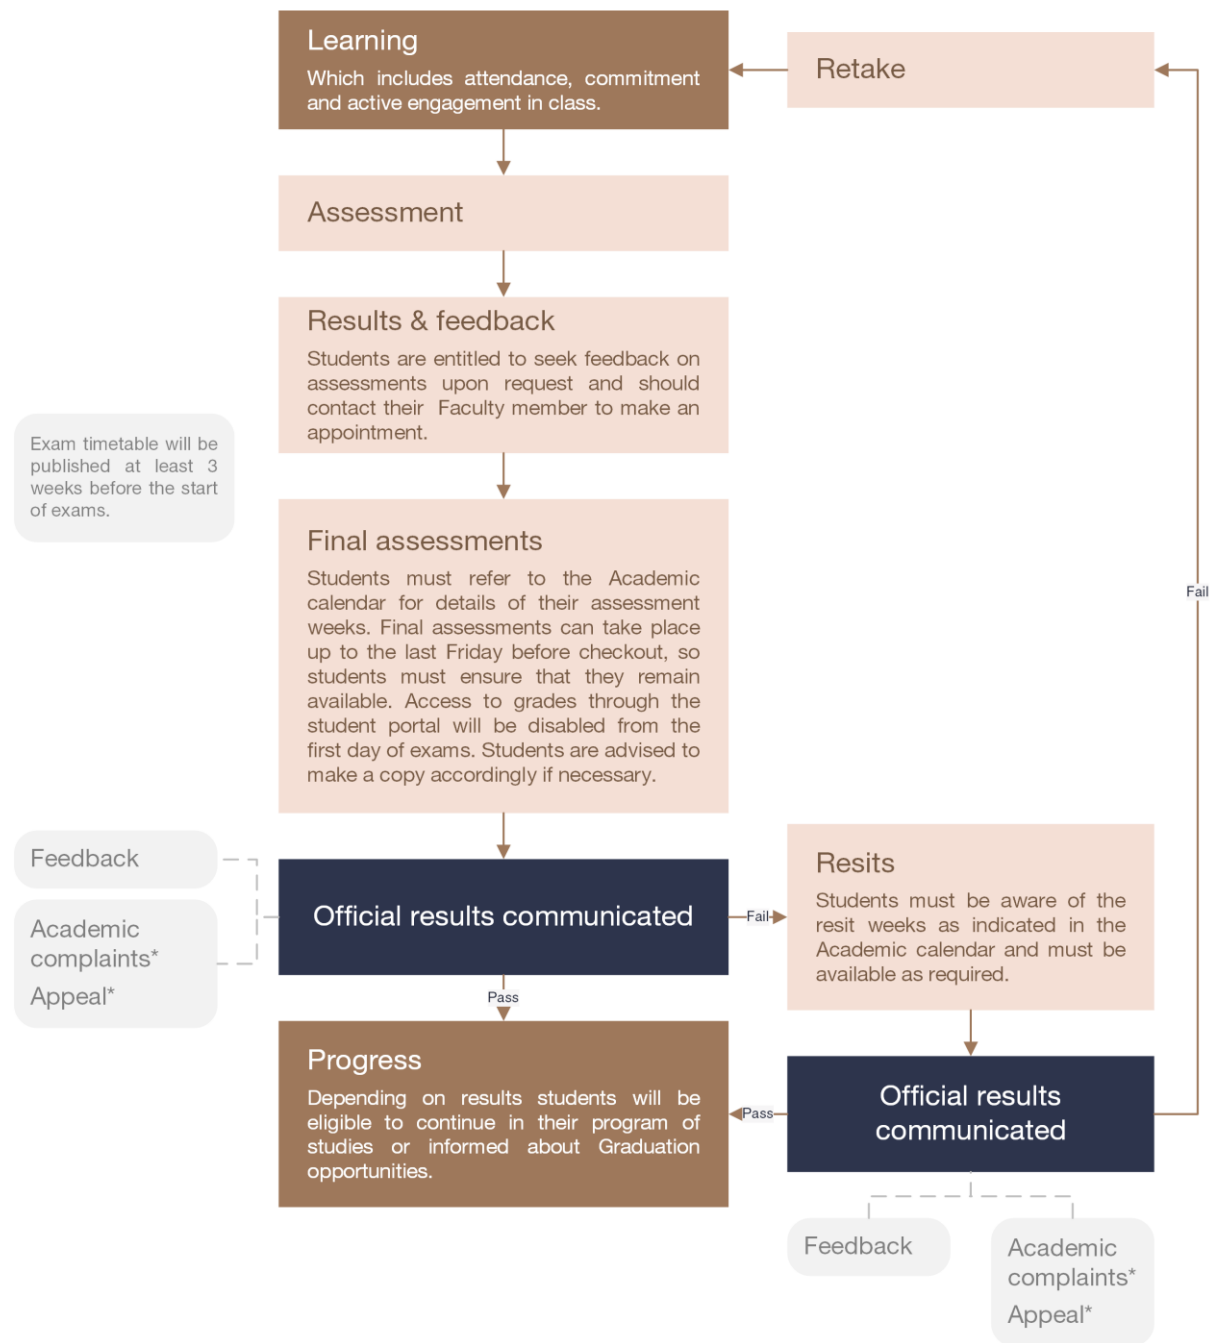 Learning
Which includes attendance, commitment
and active engagement in class.
Retake
Assessment
Results & feedback
Students are entitled to seek feedback on
assessments upon request and should
contact their Faculty member to make an
appointment.
Exam timetable will be
published at least 3
weeks before the start
of exams.
Final assessments
Students must refer to the Academic
calendar for details of their assessment
weeks. Final assessments can take place
up to the last Friday before checkout, so
students must ensure that they remain
available. Access to grades through the
student portal will be disabled from the
first day of exams. Students are advised to
make a copy accordingly if necessary.
Fail
Feedback
Academic
complaints*
Appeal*
Official results communicated
Fail
Resits
Students must be aware of the
resit weeks as indicated in the
Academic calendar and must be
available as required.
Pass
Progress
Depending on results students will be
eligible to continue in their program of
studies or informed about Graduation
opportunities.
Pass
Official results
communicated
Feedback
Academic
complaints*
Appeal*